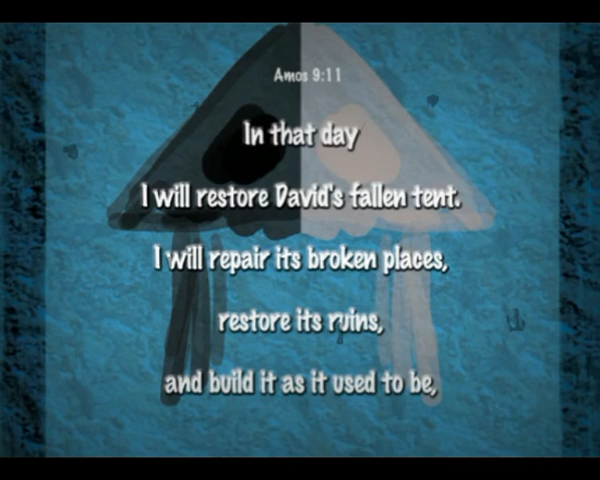 Amos 9:11
In that day
I will restore David's fallen tent.
I will repair its broken places,
restore its ruins,
and build it as it used to be,